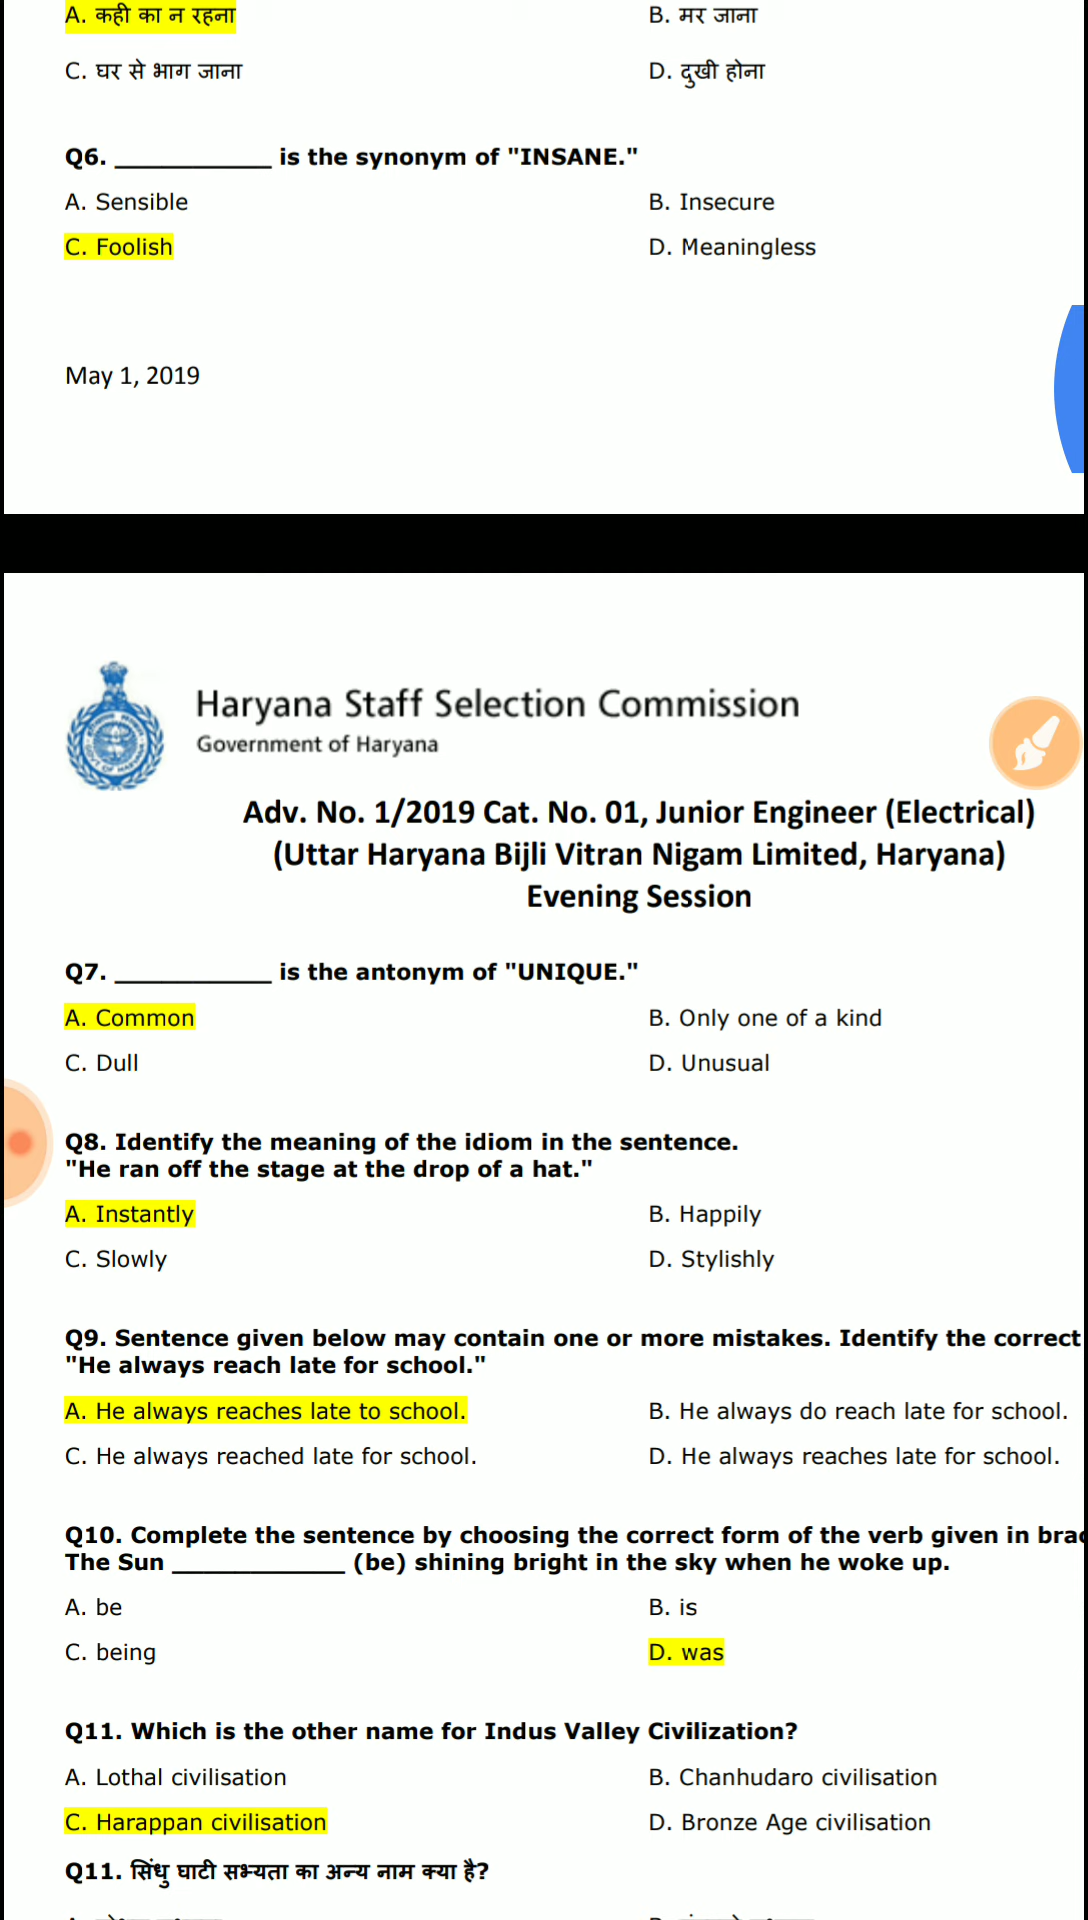 A. कही का न रहना
B. मर जाना
C. घर से भाग जाना
D. दुखी होना
Q6. ____________ is the synonym of "INSANE."
A. Sensible
B. Insecure
C. Foolish
D. Meaningless
May 1, 2019
Haryana Staff Selection Commission
Government of Haryana
Adv. No. 1/2019 Cat. No. 01, Junior Engineer (Electrical)
(Uttar Haryana Bijli Vitran Nigam Limited, Haryana)
Evening Session
Q7. ____________ is the antonym of "UNIQUE."
A. Common
B. Only one of a kind
C. Dull
D. Unusual
Q8. Identify the meaning of the idiom in the sentence.
"He ran off the stage at the drop of a hat."
A. Instantly
B. Happily
C. Slowly
D. Stylishly
Q9. Sentence given below may contain one or more mistakes. Identify the correct
"He always reach late for school."
A. He always reaches late to school.
B. He always do reach late for school.
C. He always reached late for school.
D. He always reaches late for school.
Q10. Complete the sentence by choosing the correct form of the verb given in
The Sun _____________ (be) shining bright in the sky when he woke up.
A. be
B. is
C. being
D. was
Q11. Which is the other name for Indus Valley Civilization?
A. Lothal civilisation
B. Chanhudaro civilisation
C. Harappan civilisation
D. Bronze Age civilisation
Q11. सिंधु घाटी सभ्यता का अन्य नाम क्या है?